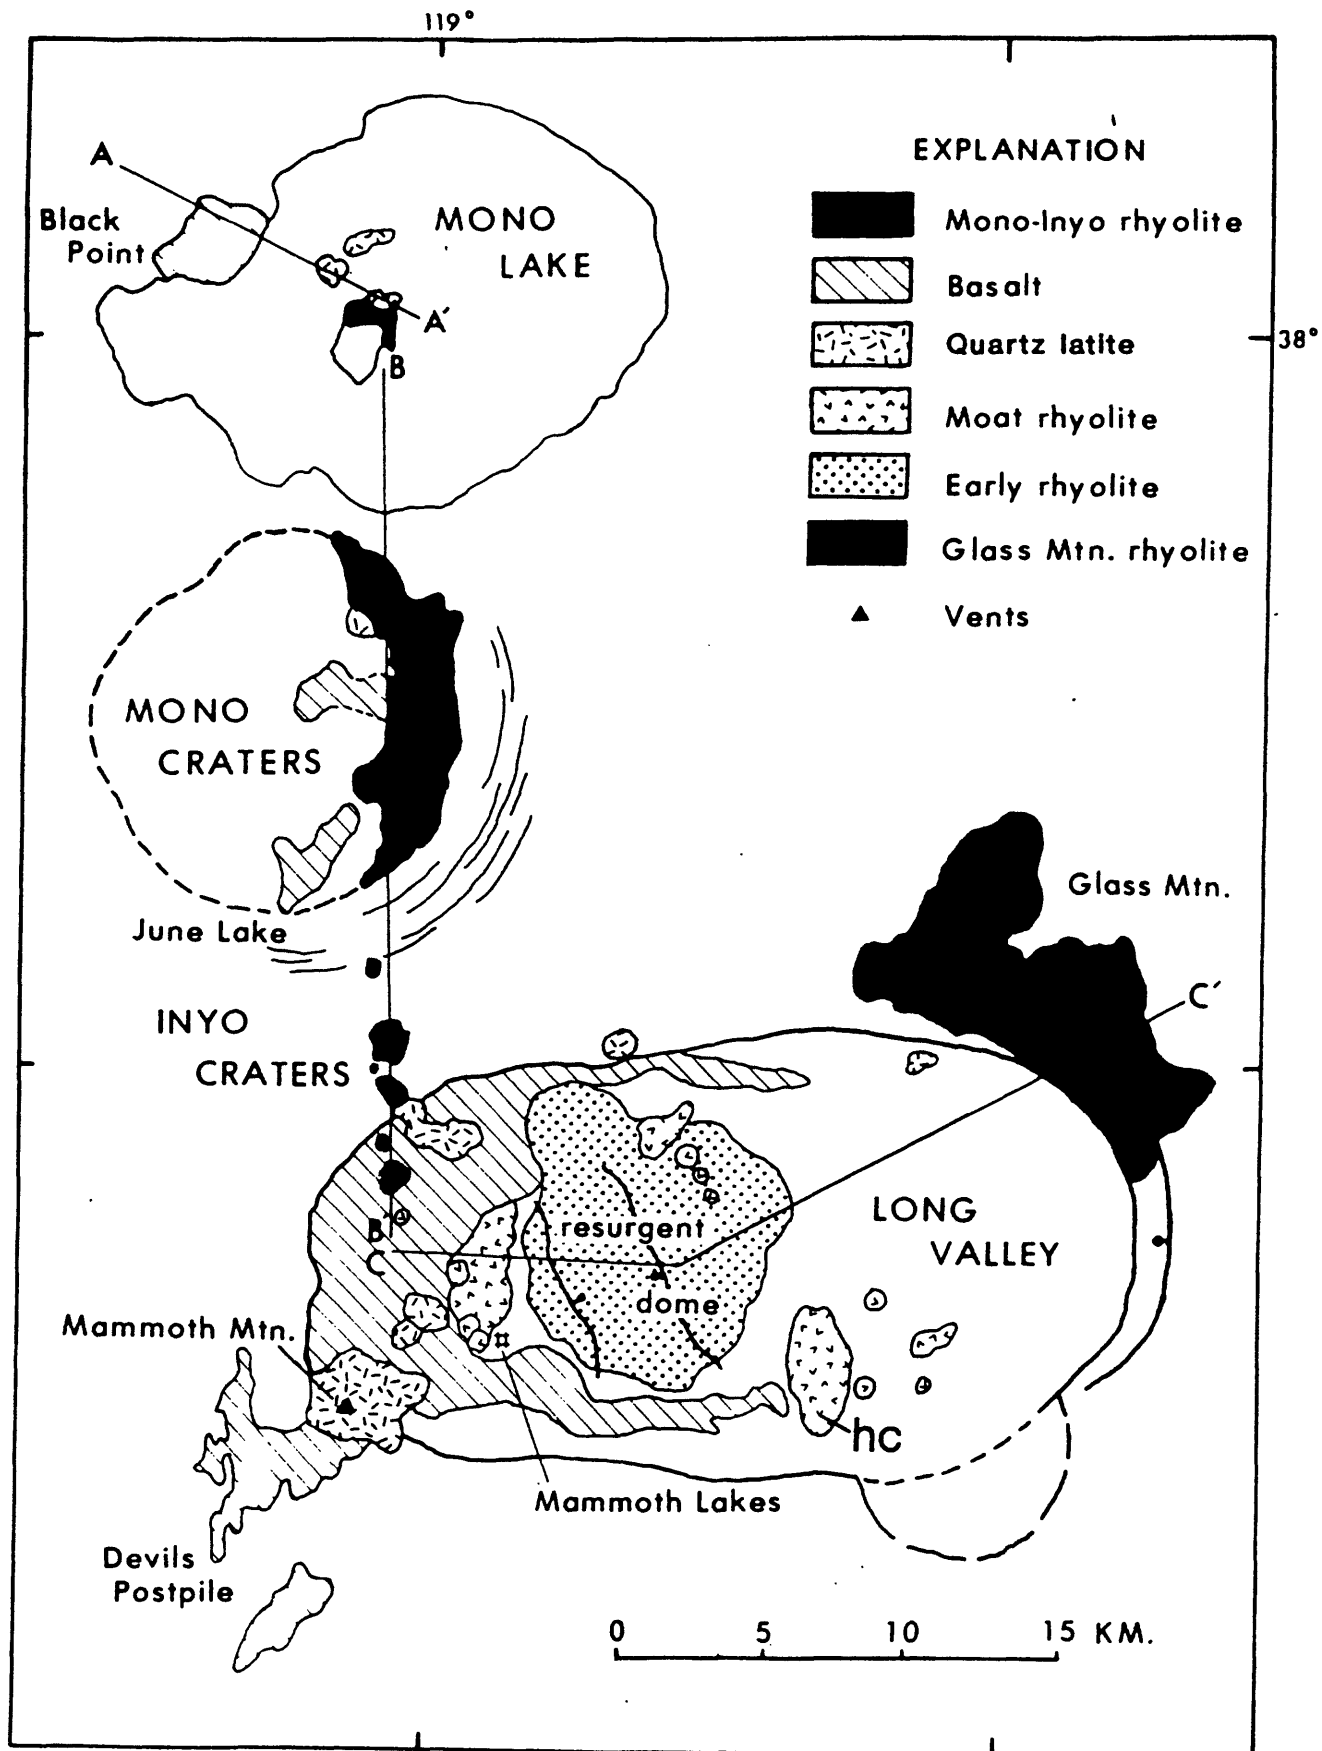 119°
A
EXPLANATION
Black
Point
MONO
LAKE
Mono-Inyo rhyolite
Basalt
A′
38°
Quartz latite
B
Moat rhyolite
Early rhyolite
Glass Mtn. rhyolite
Vents
MONO
CRATERS
Glass Mtn.
June Lake
C′
INYO
CRATERS
LONG
VALLEY
B′
resurgent
C
dome
Mammoth Mtn.
hc
Mammoth Lakes
Devils
Postpile
0 5 10 15 KM.